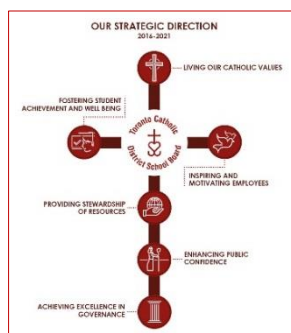 OUR STRATEGIC DIRECTION
2016-2021
LIVING OUR CATHOLIC VALUES
FOSTERING STUDENT
ACHIEVEMENT AND WELL BEING
Toronto Catholic
District School Board
INSPIRING AND
MOTIVATING EMPLOYEES
PROVIDING STEWARDSHIP
OF RESOURCES
ENHANCING PUBLIC
CONFIDENCE
ACHIEVING EXCELLENCE IN
GOVERNANCE